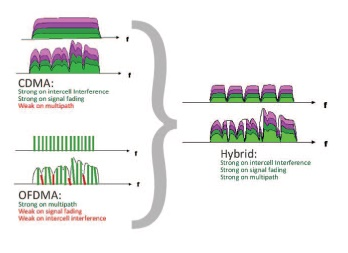 f
f
CDMA:
Strong on intercell Interference
Strong on signal fading
Weak on multipath
f
f
OFDMA:
Strong on multipath
Weak on signal fading
Weak on intercell interference
f
f
Hybrid:
Strong on intercell Interference
Strong on signal fading
Strong on multipath